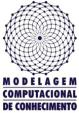 MODELAGEM
COMPUTACIONAL
DE CONHECIMENTO